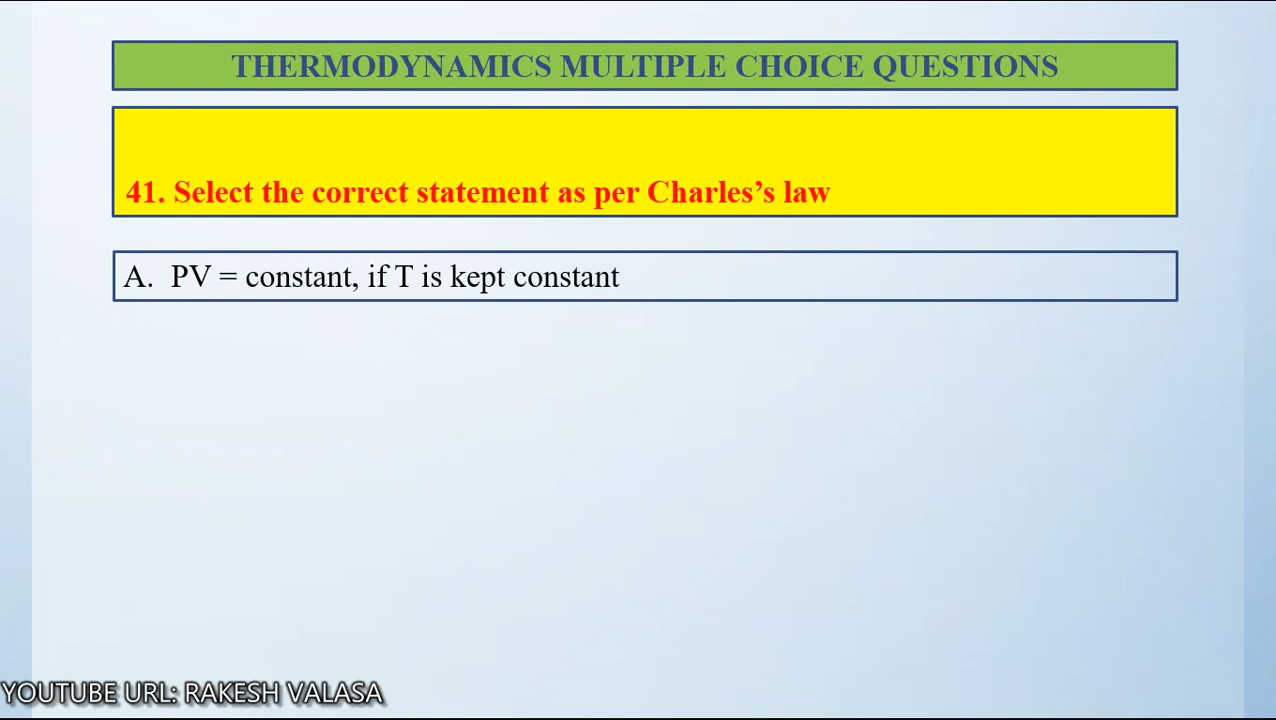 THERMODYNAMICS MULTIPLE CHOICE QUESTIONS
41. Select the correct statement as per Charles’s law
A. PV = constant, if T is kept constant
YOUTUBE URL: RAKESH VALASA